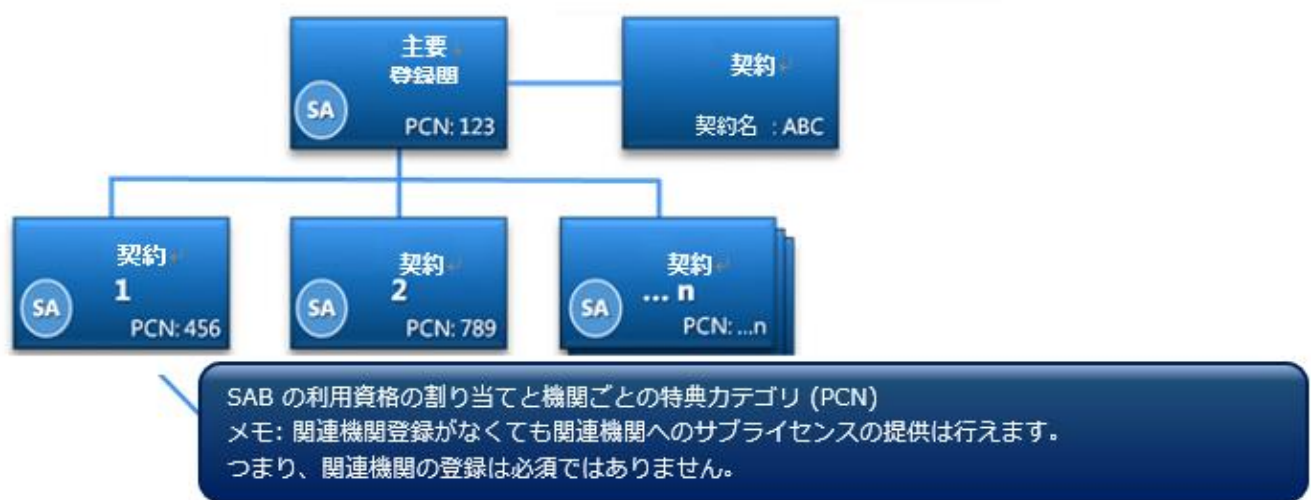 主要
登録関
SA
PCN: 123
契約
契約名 : ABC
契約
1
SA
PCN: 456
契約
2
SA
PCN: 789
契約
... n
SA
PCN: ...n
SAB の利用資格の割り当てと機関ごとの特典カテゴリ (PCN)
メモ: 関連機関登録がなくても関連機関へのサブライセンスの提供は行えます。
つまり、関連機関の登録は必須ではありません。